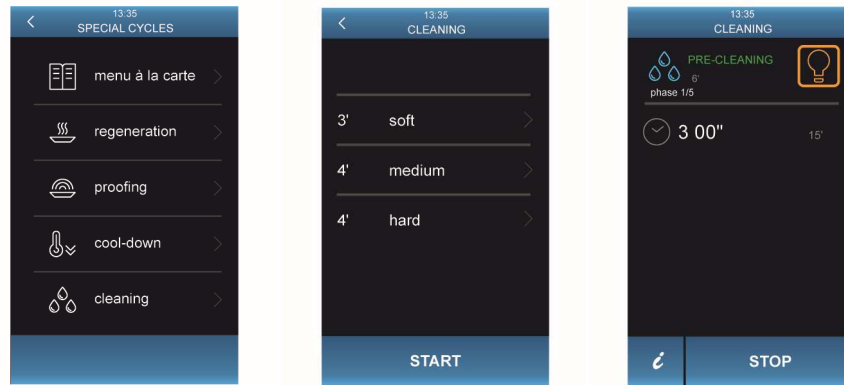 13:35
SPECIAL CYCLES
menu à la carte
regeneration
proofing
cool-down
cleaning
13:35
CLEANING
3' soft
4' medium
4' hard
START
13:35
CLEANING
PRE-CLEANING
6'
phase 1/5
3 00" 15'
i STOP